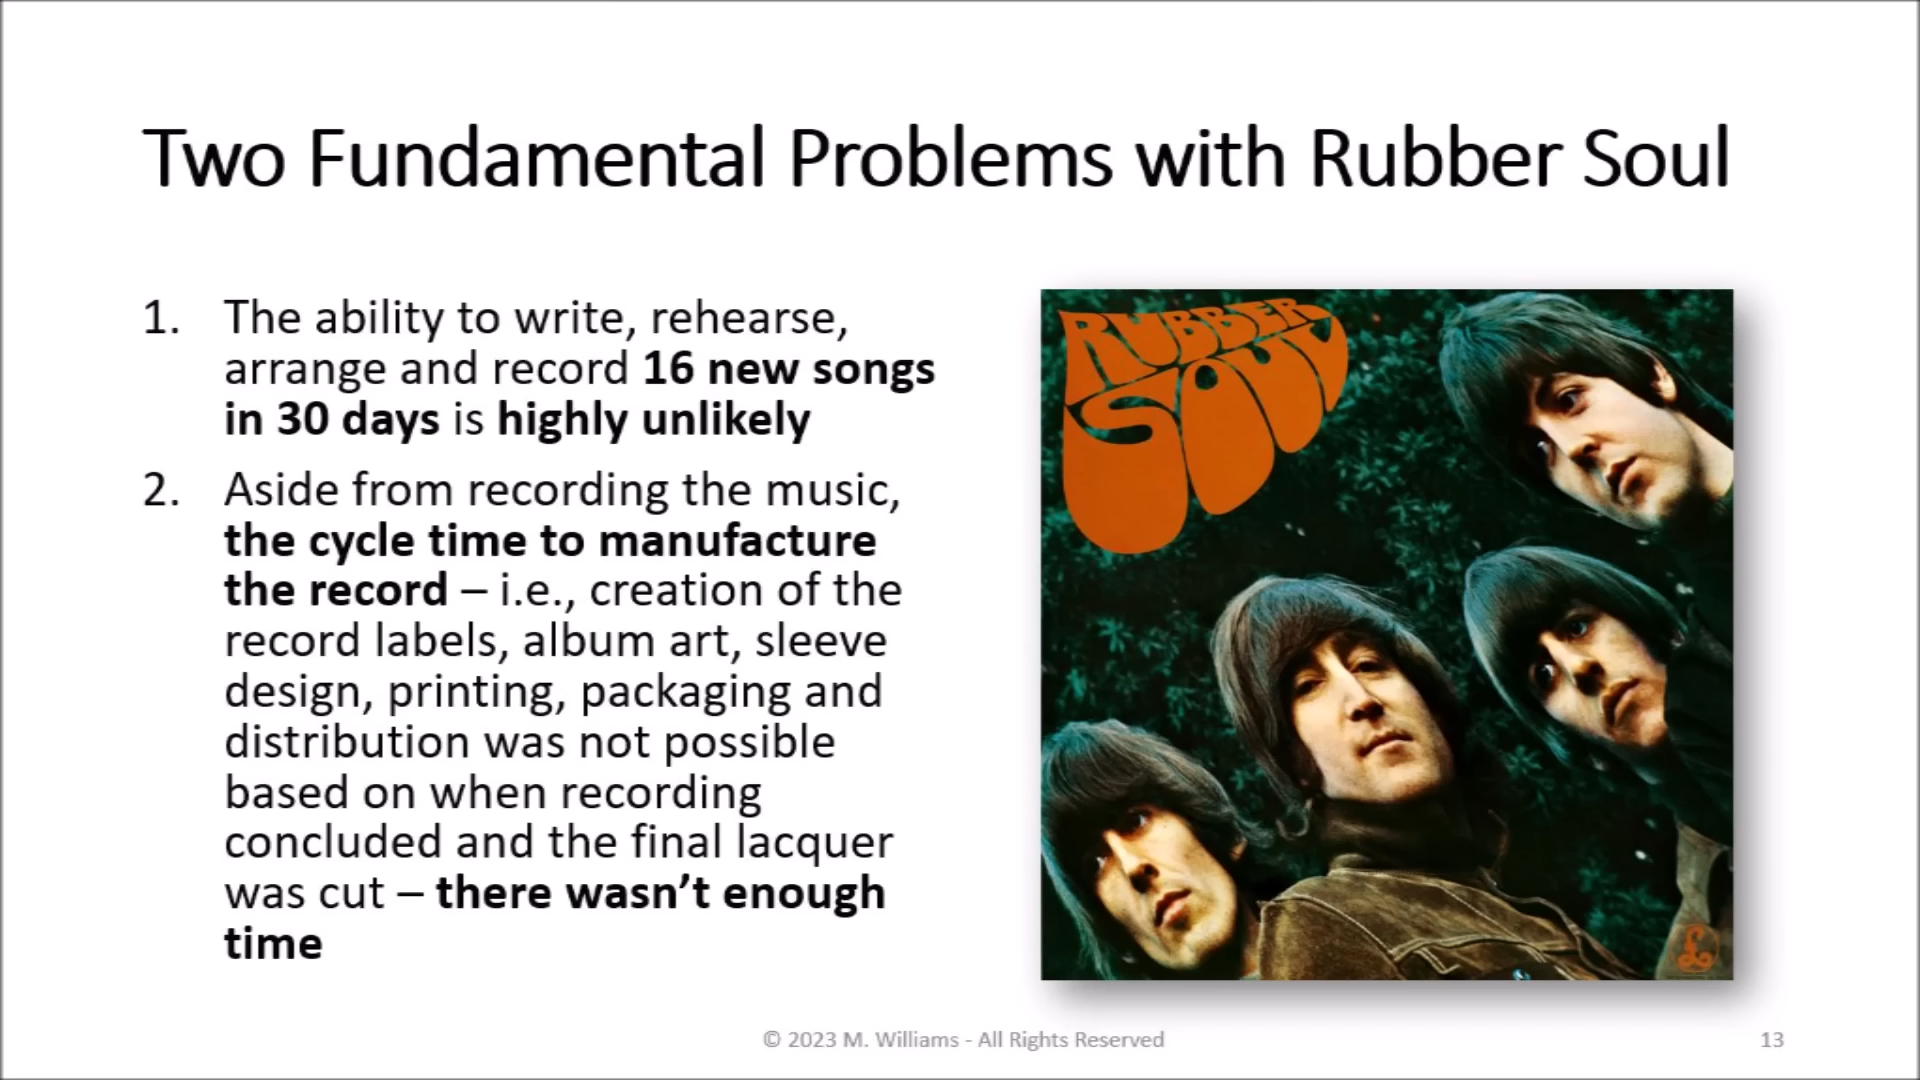 Two Fundamental Problems with Rubber Soul
1. The ability to write, rehearse,
arrange and record 16 new songs
in 30 days is highly unlikely
2. Aside from recording the music,
the cycle time to manufacture
the record – i.e., creation of the
record labels, album art, sleeve
design, printing, packaging and
distribution was not possible
based on when recording
concluded and the final lacquer
was cut – there wasn’t enough
time
RUBBER
SOUL
© 2023 M. Williams - All Rights Reserved
13